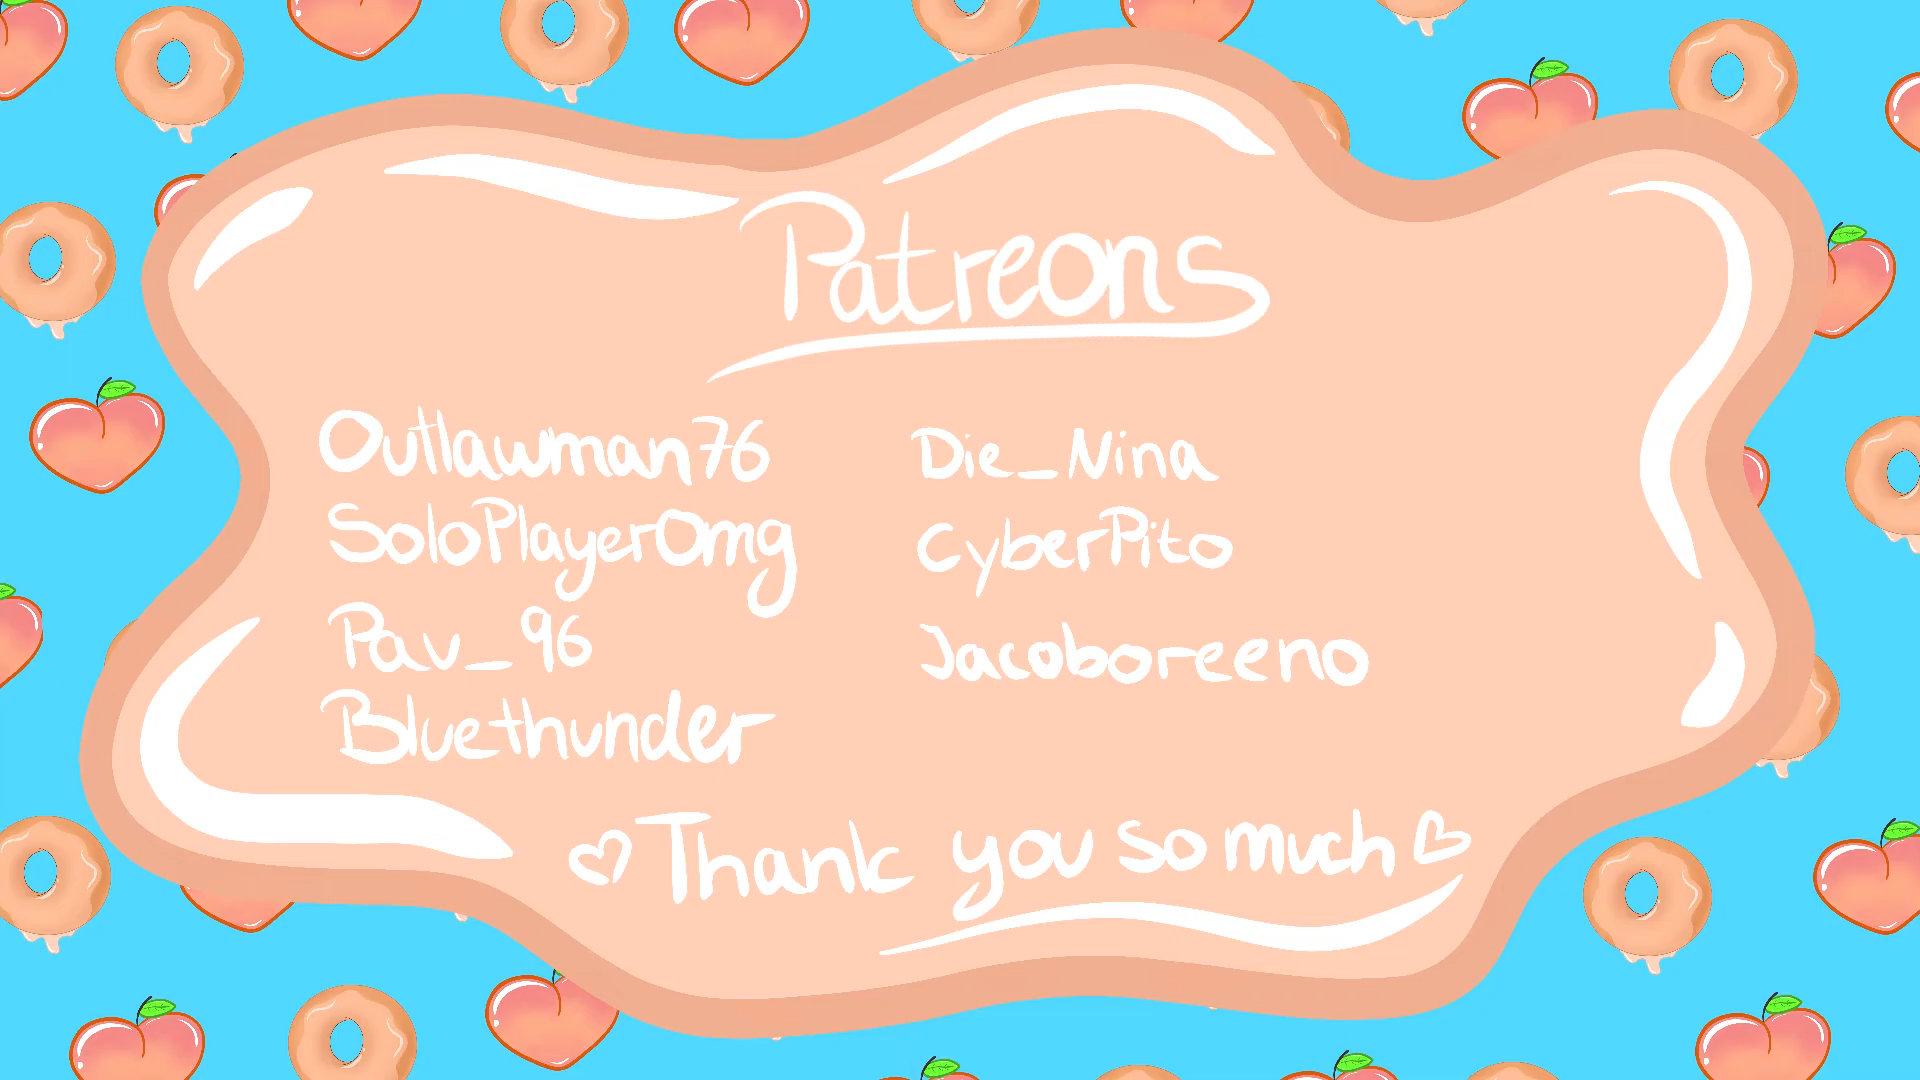 Patreons
Outlawman76
SoloPlayerOmg
Pav_96
Bluethunder
Die_Nina
CyberPito
Jacoboreeno
♡ Thank you so much ♡